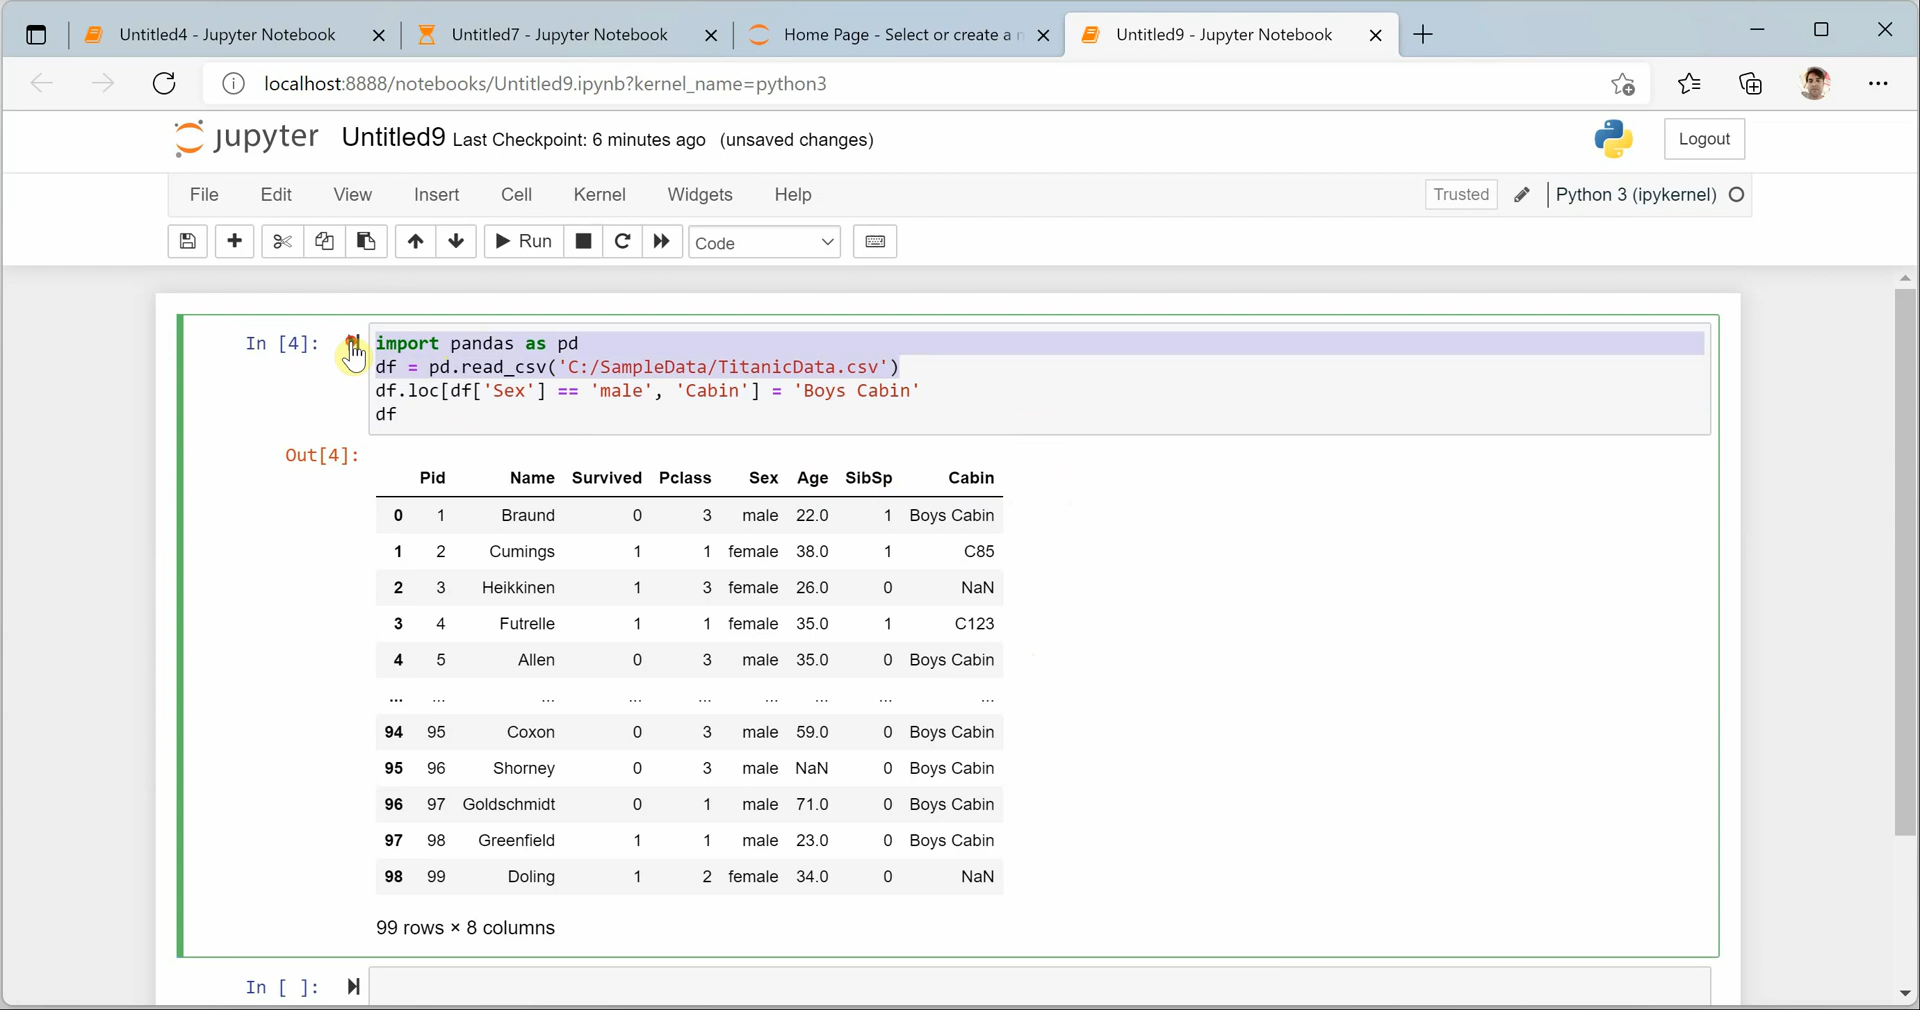 Untitled4 - Jupyter Notebook Untitled7 - Jupyter Notebook Home Page - Select or create a Untitled9 - Jupyter Notebook
localhost:8888/notebooks/Untitled9.ipynb?kernel_name=python3
jupyter Untitled9 Last Checkpoint: 6 minutes ago (unsaved changes) Logout
File Edit View Insert Cell Kernel Widgets Help Trusted Python 3 (ipykernel)
Run Code
In [4]: import pandas as pd
df = pd.read_csv('C:/SampleData/TitanicData.csv')
df.loc[df['Sex'] == 'male', 'Cabin'] = 'Boys Cabin'
df
Out[4]:
Pid Name Survived Pclass Sex Age SibSp Cabin
0 1 Braund 0 3 male 22.0 1 Boys Cabin
1 2 Cumings 1 1 female 38.0 1 C85
2 3 Heikkinen 1 3 female 26.0 0 NaN
3 4 Futrelle 1 1 female 35.0 1 C123
4 5 Allen 0 3 male 35.0 0 Boys Cabin
... ... ... ... ... ... ... ... ...
94 95 Coxon 0 3 male 59.0 0 Boys Cabin
95 96 Shorney 0 3 male NaN 0 Boys Cabin
96 97 Goldschmidt 0 1 male 71.0 0 Boys Cabin
97 98 Greenfield 1 1 male 23.0 0 Boys Cabin
98 99 Doling 1 2 female 34.0 0 NaN
99 rows × 8 columns
In [ ]: